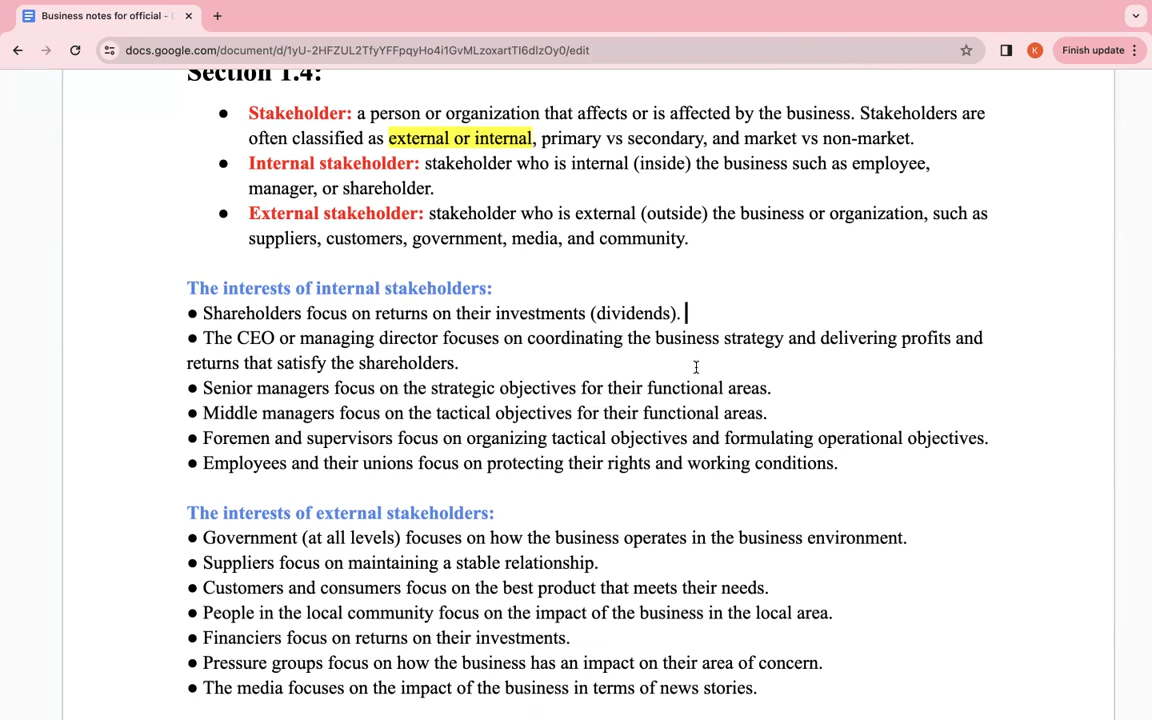 Business notes for official -
docs.google.com/document/d/1yU-2HFZUL2TfyYFFpqyHo4i1GvMLzoxartTI6dIzOy0/edit
K
Finish update
Section 1.4:
● Stakeholder: a person or organization that affects or is affected by the business. Stakeholders are
often classified as external or internal, primary vs secondary, and market vs non-market.
● Internal stakeholder: stakeholder who is internal (inside) the business such as employee,
manager, or shareholder.
● External stakeholder: stakeholder who is external (outside) the business or organization, such as
suppliers, customers, government, media, and community.
The interests of internal stakeholders:
● Shareholders focus on returns on their investments (dividends).
● The CEO or managing director focuses on coordinating the business strategy and delivering profits and
returns that satisfy the shareholders.
● Senior managers focus on the strategic objectives for their functional areas.
● Middle managers focus on the tactical objectives for their functional areas.
● Foremen and supervisors focus on organizing tactical objectives and formulating operational objectives.
● Employees and their unions focus on protecting their rights and working conditions.
The interests of external stakeholders:
● Government (at all levels) focuses on how the business operates in the business environment.
● Suppliers focus on maintaining a stable relationship.
● Customers and consumers focus on the best product that meets their needs.
● People in the local community focus on the impact of the business in the local area.
● Financiers focus on returns on their investments.
● Pressure groups focus on how the business has an impact on their area of concern.
● The media focuses on the impact of the business in terms of news stories.